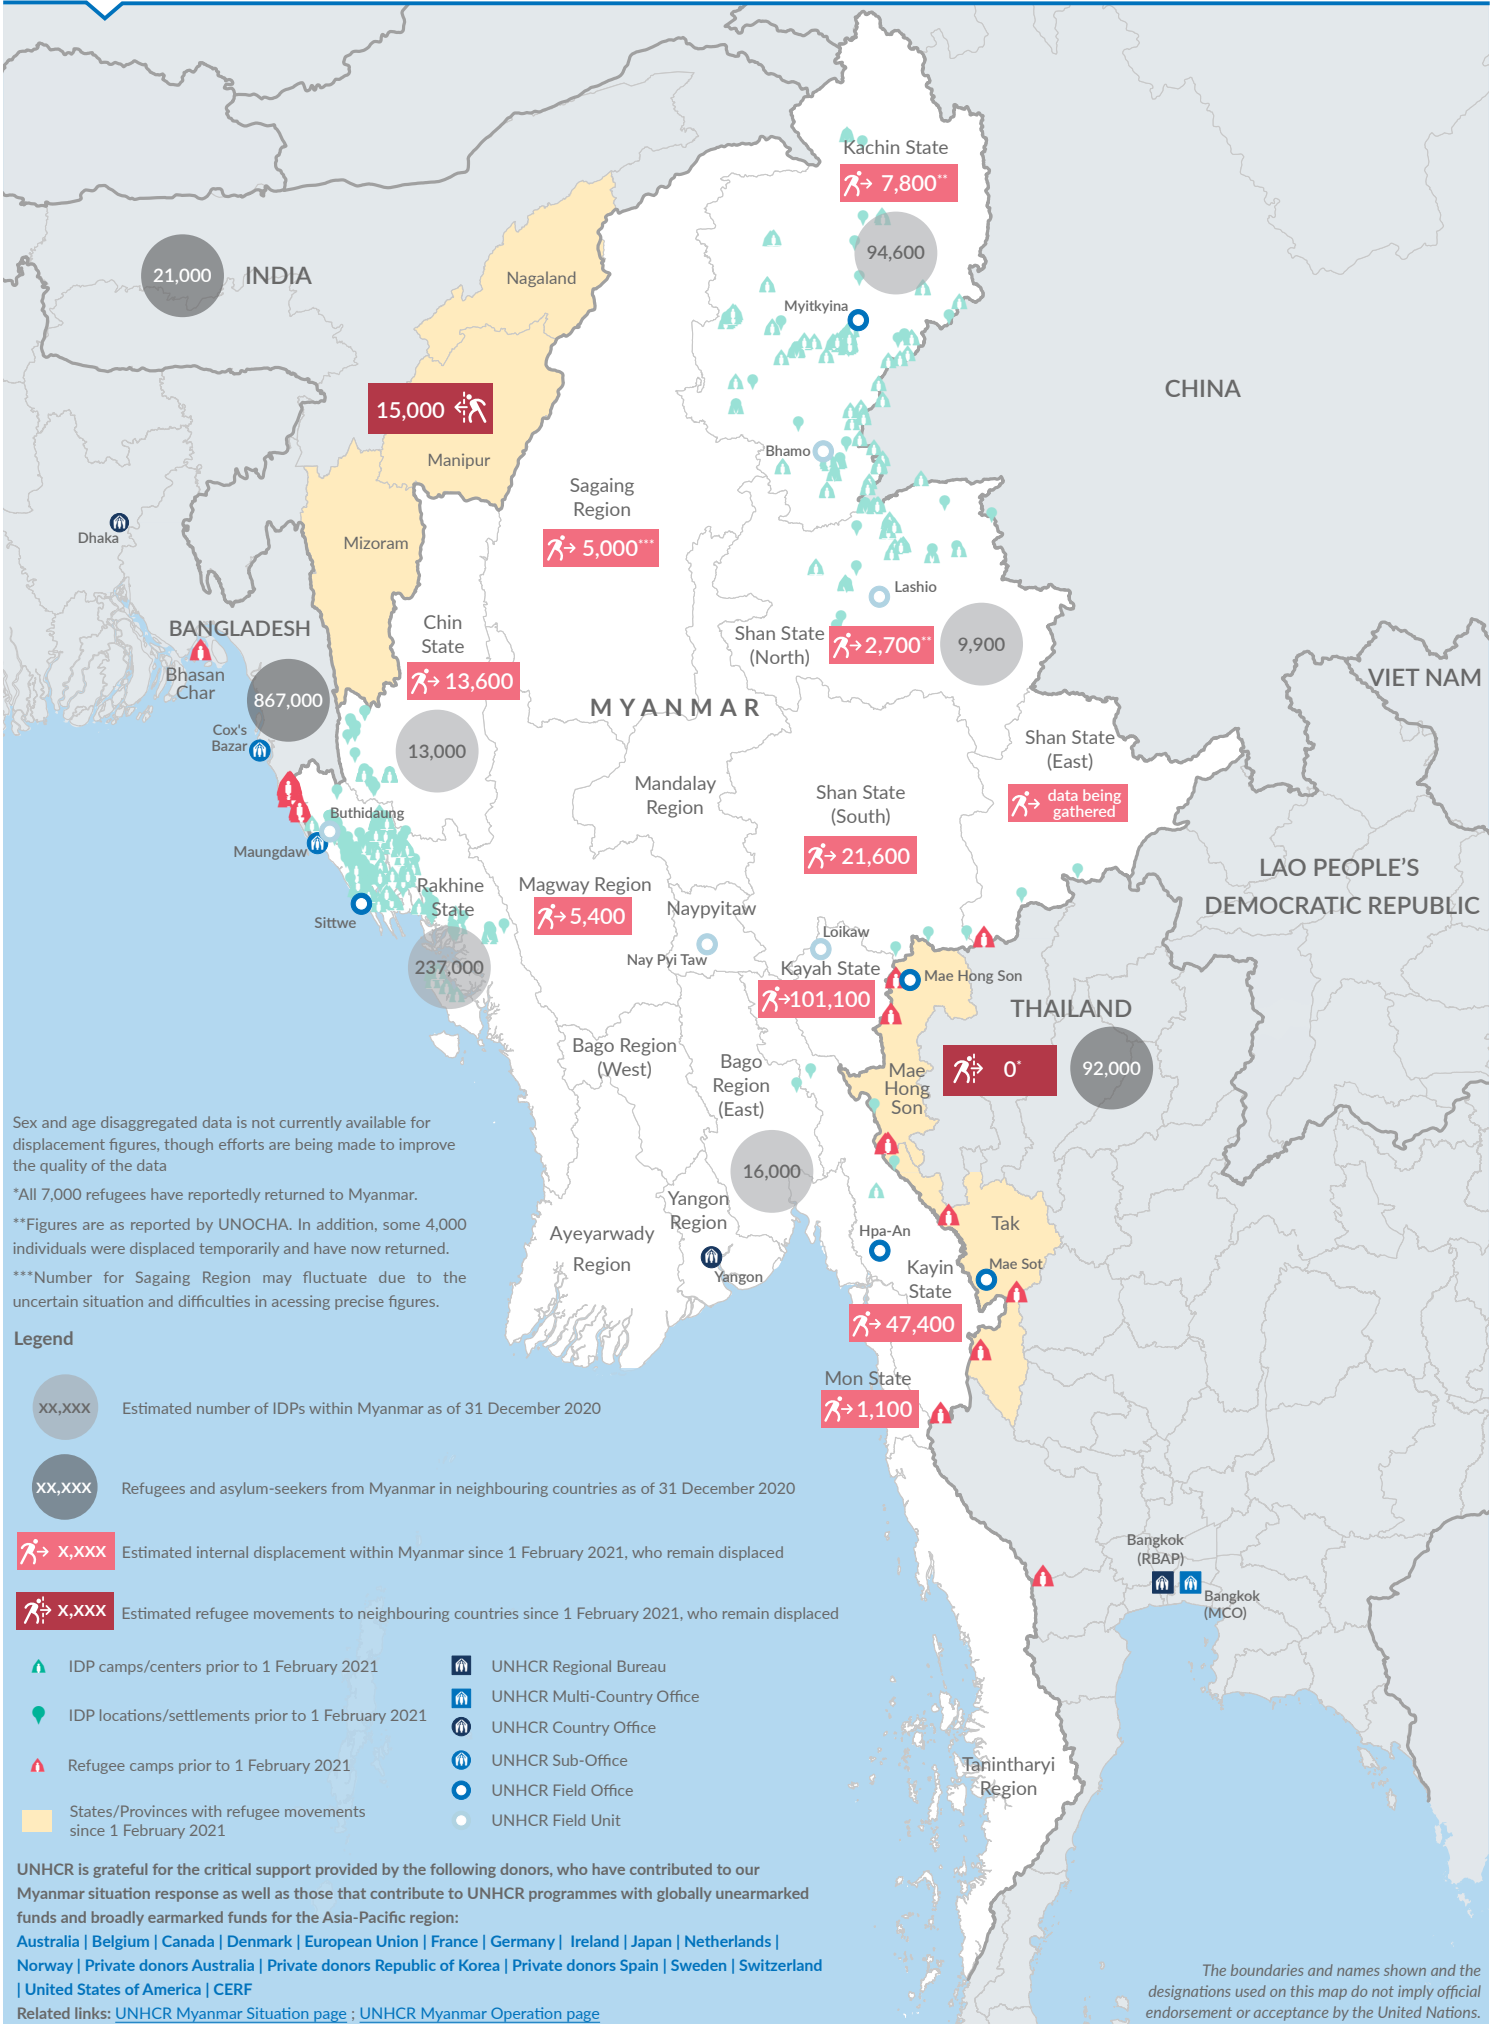 Kachin State
7,800**
94,600
21,000
INDIA
Nagaland
Myitkyina
CHINA
15,000
Manipur
Bhamo
Sagaing
Region
5,000***
Dhaka
Mizoram
Lashio
Chin
State
13,600
BANGLADESH
Bhasan
Char
867,000
Shan State
(North)
2,700**
9,900
VIET NAM
MYANMAR
Cox's
Bazar
13,000
Shan State
(East)
data being
gathered
Mandalay
Region
Shan State
(South)
21,600
Buthidaung
Maungdaw
LAO PEOPLE'S
DEMOCRATIC REPUBLIC
Rakhine
State
Sittwe
237,000
Magway Region
5,400
Naypyitaw
Nay Pyi Taw
Loikaw
Kayah State
101,100
Mae Hong Son
THAILAND
0*
92,000
Bago Region
(West)
Bago
Region
(East)
Mae
Hong
Son
16,000
Sex and age disaggregated data is not currently available for
displacement figures, though efforts are being made to improve
the quality of the data
*All 7,000 refugees have reportedly returned to Myanmar.
**Figures are as reported by UNOCHA. In addition, some 4,000
individuals were displaced temporarily and have now returned.
***Number for Sagaing Region may fluctuate due to the
uncertain situation and difficulties in acessing precise figures.
Yangon
Region
Ayeyarwady
Region
Yangon
Hpa-An
Tak
Mae Sot
Kayin
State
47,400
Mon State
1,100
Legend
XX,XXX
Estimated number of IDPs within Myanmar as of 31 December 2020
XX,XXX
Refugees and asylum-seekers from Myanmar in neighbouring countries as of 31 December 2020
X,XXX
Estimated internal displacement within Myanmar since 1 February 2021, who remain displaced
X,XXX
Estimated refugee movements to neighbouring countries since 1 February 2021, who remain displaced
Bangkok
(RBAP)
Bangkok
(MCO)
IDP camps/centers prior to 1 February 2021
IDP locations/settlements prior to 1 February 2021
Refugee camps prior to 1 February 2021
States/Provinces with refugee movements
since 1 February 2021
UNHCR Regional Bureau
UNHCR Multi-Country Office
UNHCR Country Office
UNHCR Sub-Office
UNHCR Field Office
UNHCR Field Unit
Tanintharyi
Region
UNHCR is grateful for the critical support provided by the following donors, who have contributed to our
Myanmar situation response as well as those that contribute to UNHCR programmes with globally unearmarked
funds and broadly earmarked funds for the Asia-Pacific region:
Australia | Belgium | Canada | Denmark | European Union | France | Germany | Ireland | Japan | Netherlands |
Norway | Private donors Australia | Private donors Republic of Korea | Private donors Spain | Sweden | Switzerland
| United States of America | CERF
Related links: UNHCR Myanmar Situation page ; UNHCR Myanmar Operation page
The boundaries and names shown and the
designations used on this map do not imply official
endorsement or acceptance by the United Nations.